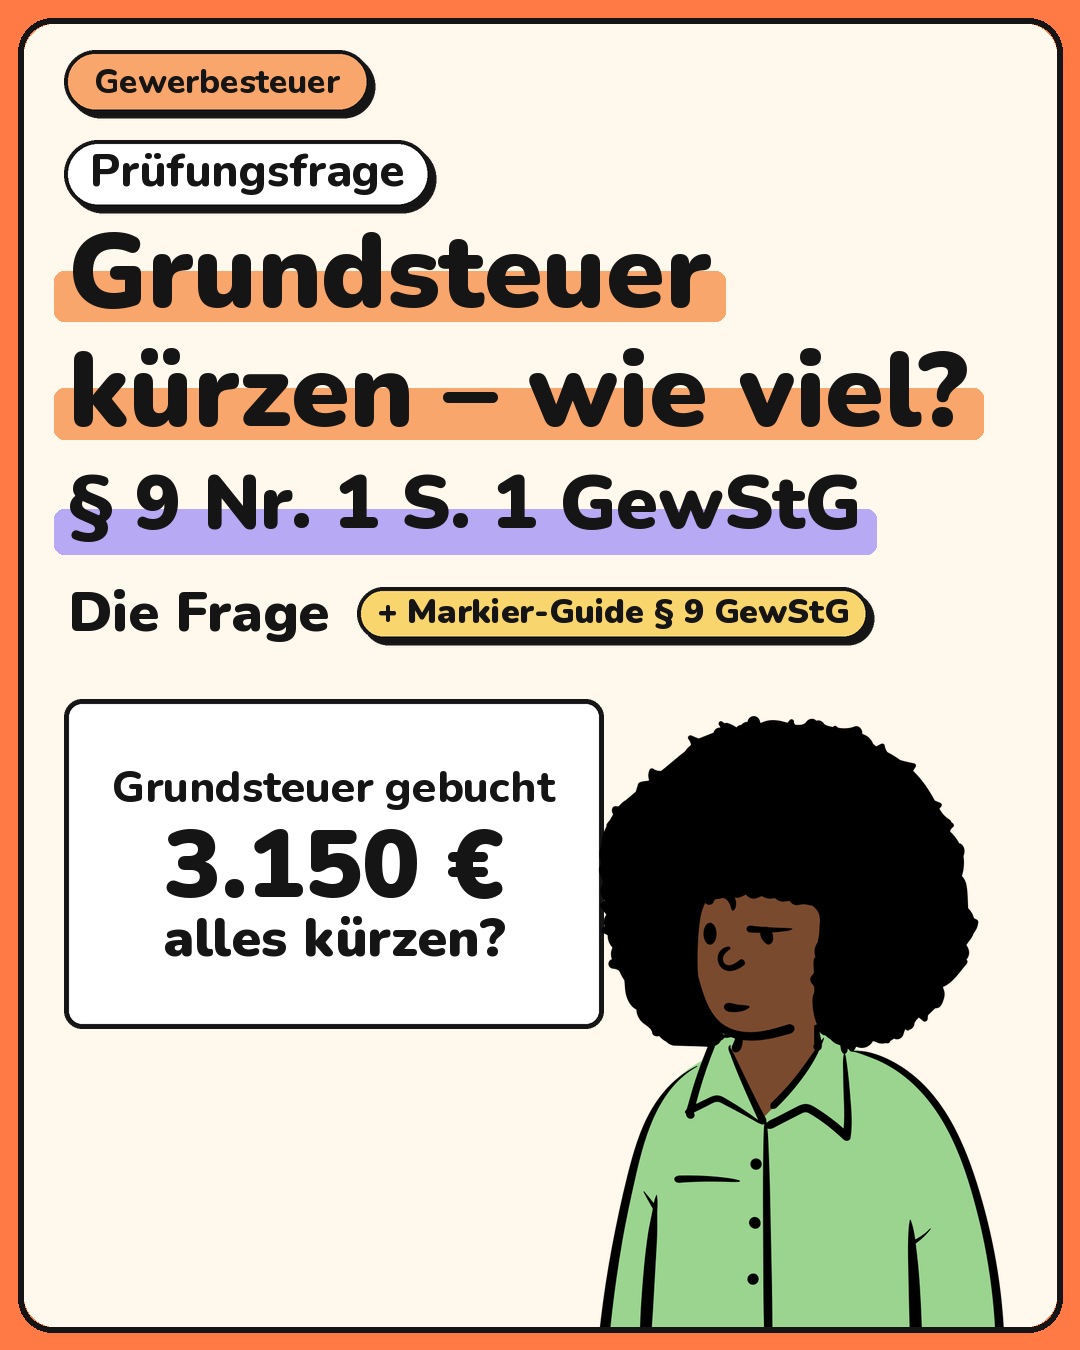 Gewerbesteuer
Prüfungsfrage
Grundsteuer
kürzen – wie viel?
§ 9 Nr. 1 S. 1 GewStG
Die Frage
+ Markier-Guide § 9 GewStG
Grundsteuer gebucht
3.150 €
alles kürzen?